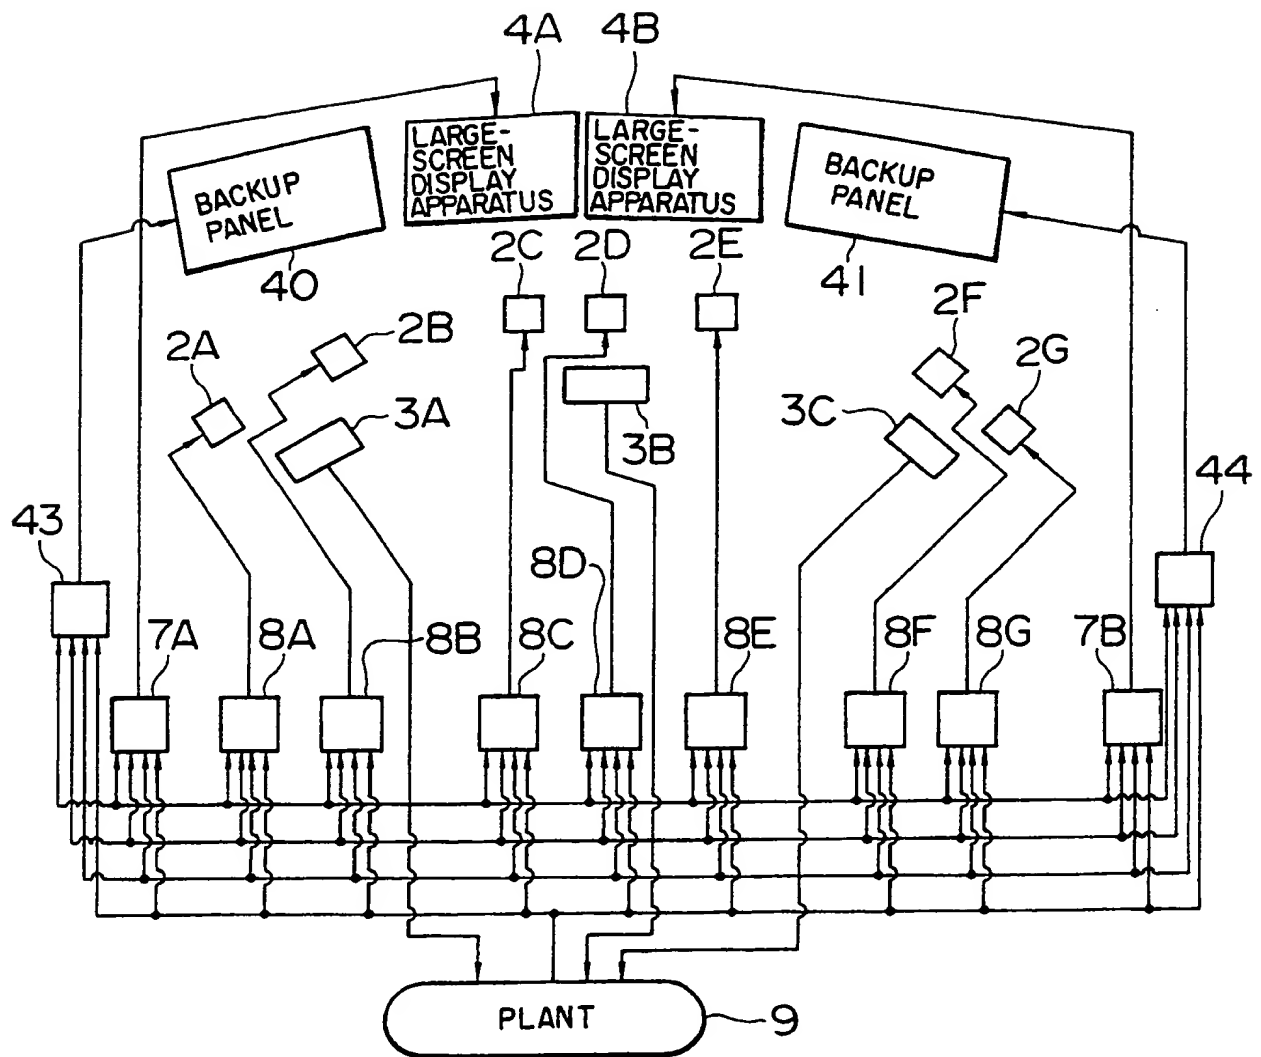 4A 4B
LARGE-
SCREEN
DISPLAY
APPARATUS
LARGE-
SCREEN
DISPLAY
APPARATUS
BACKUP
PANEL
BACKUP
PANEL
40
2C 2D 2E
41
2A 2B
2F 2G
3A 3B 3C
43
44
7A 8A 8B 8C 8D 8E 8F 8G 7B
PLANT
9